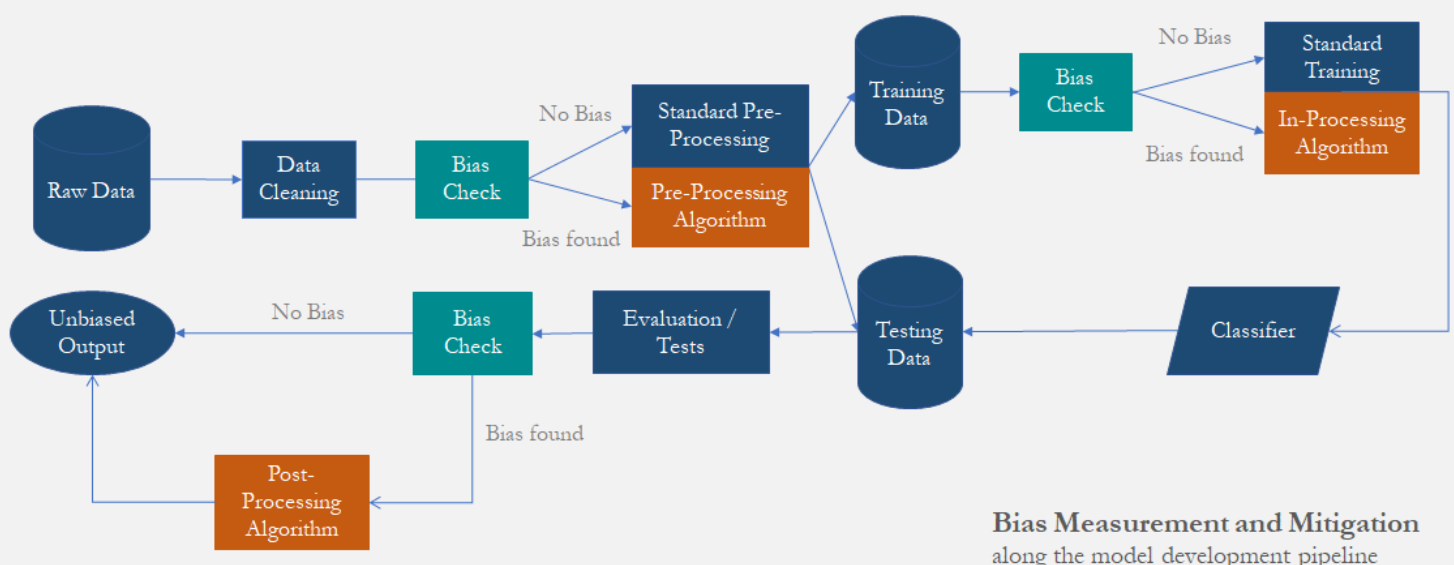 Raw Data
Data
Cleaning
Bias
Check
No Bias
Bias found
Standard Pre-
Processing
Pre-Processing
Algorithm
Training
Data
Bias
Check
No Bias
Bias found
Standard
Training
In-Processing
Algorithm
Classifier
Testing
Data
Evaluation /
Tests
Bias
Check
No Bias
Unbiased
Output
Bias found
Post-
Processing
Algorithm
Bias Measurement and Mitigation
along the model development pipeline